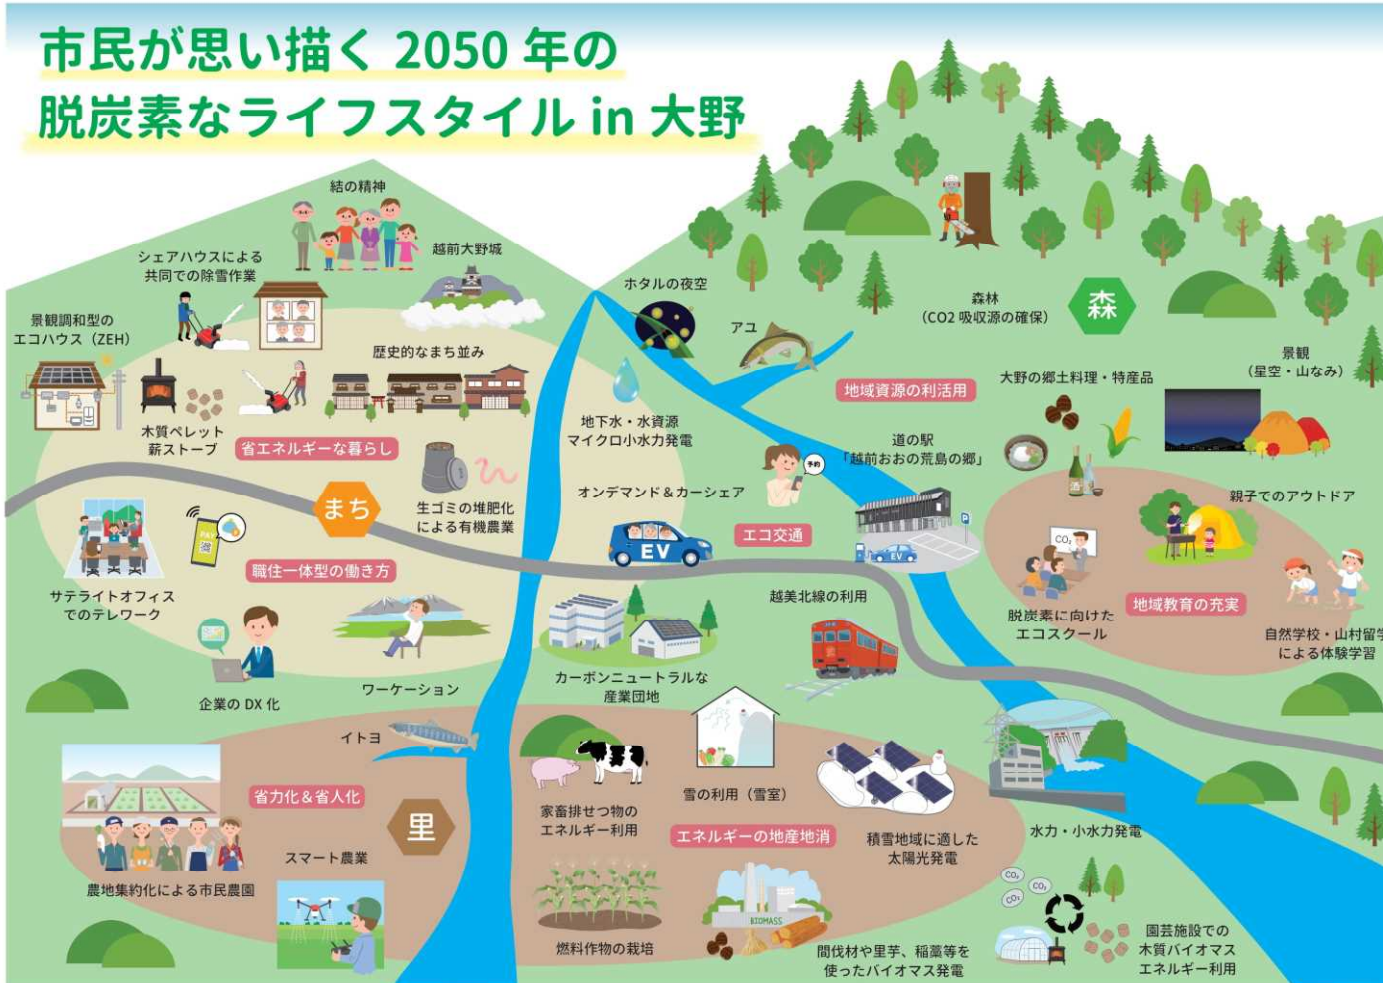 市民が思い描く 2050 年の
脱炭素なライフスタイル in 大野
結の精神
シェアハウスによる
共同での除雪作業
越前大野城
景観調和型の
エコハウス（ZEH）
歴史的なまち並み
木質ペレット
薪ストーブ
省エネルギーな暮らし
生ゴミの堆肥化
による有機農業
まち
PAY
サテライトオフィス
でのテレワーク
職住一体型の働き方
企業の DX 化
ワーケーション
ホタルの夜空
アユ
地下水・水資源
マイクロ小水力発電
地域資源の利活用
森林
（CO2 吸収源の確保）
森
景観
（星空・山なみ）
大野の郷土料理・特産品
道の駅
「越前おおの荒島の郷」
予約
オンデマンド＆カーシェア
EV
エコ交通
P
EV
親子でのアウトドア
CO₂
脱炭素に向けた
エコスクール
地域教育の充実
自然学校・山村留学
による体験学習
越美北線の利用
カーボンニュートラルな
産業団地
イトヨ
省力化＆省人化
里
農地集約化による市民農園
スマート農業
家畜排せつ物の
エネルギー利用
雪の利用（雪室）
エネルギーの地産地消
積雪地域に適した
太陽光発電
水力・小水力発電
燃料作物の栽培
BIOMASS
間伐材や里芋、稲藁等を
使ったバイオマス発電
CO₂
CO₂
CO₂
園芸施設での
木質バイオマス
エネルギー利用